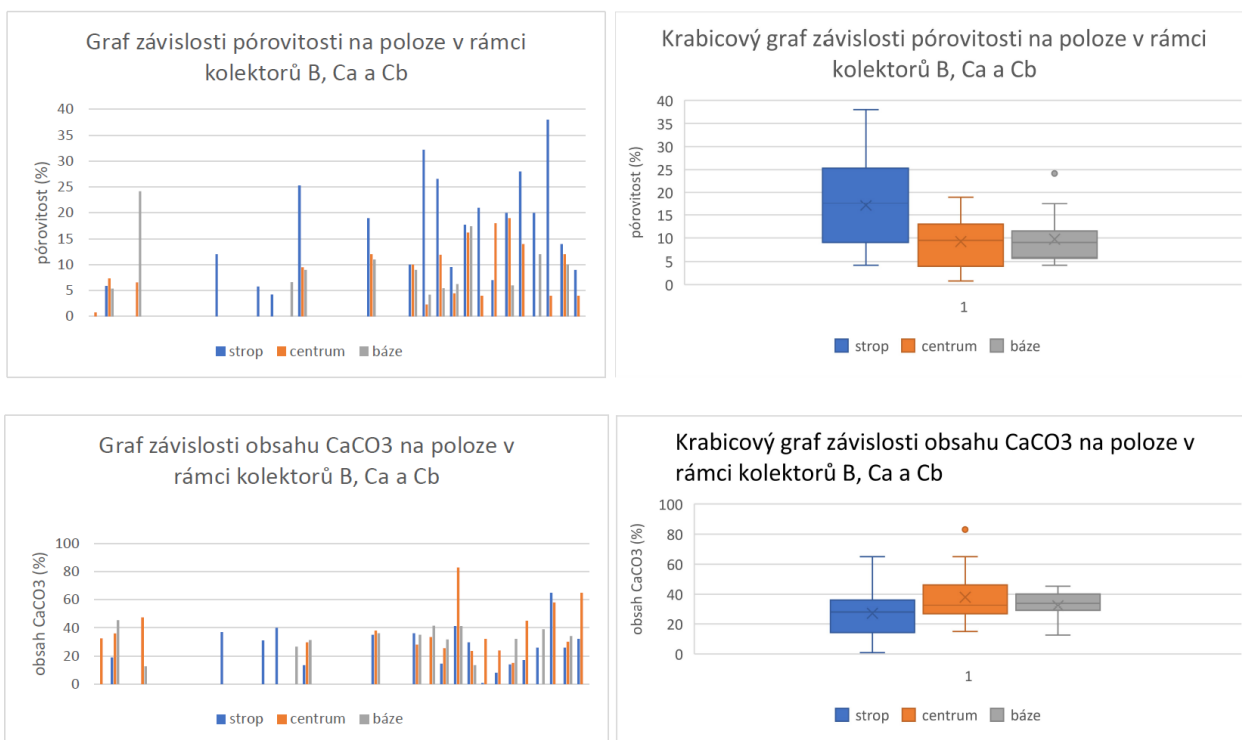 Graf závislosti pórovitosti na poloze v rámci
kolektorů B, Ca a Cb
pórovitost (%)
40
35
30
25
20
15
10
5
0
strop centrum báze
Krabicový graf závislosti pórovitosti na poloze v rámci
kolektorů B, Ca a Cb
pórovitost (%)
40
35
30
25
20
15
10
5
0
1
strop centrum báze
Graf závislosti obsahu CaCO3 na poloze v
rámci kolektorů B, Ca a Cb
obsah CaCO3 (%)
100
80
60
40
20
0
strop centrum báze
Krabicový graf závislosti obsahu CaCO3 na poloze v
rámci kolektorů B, Ca a Cb
obsah CaCO3 (%)
100
80
60
40
20
0
1
strop centrum báze